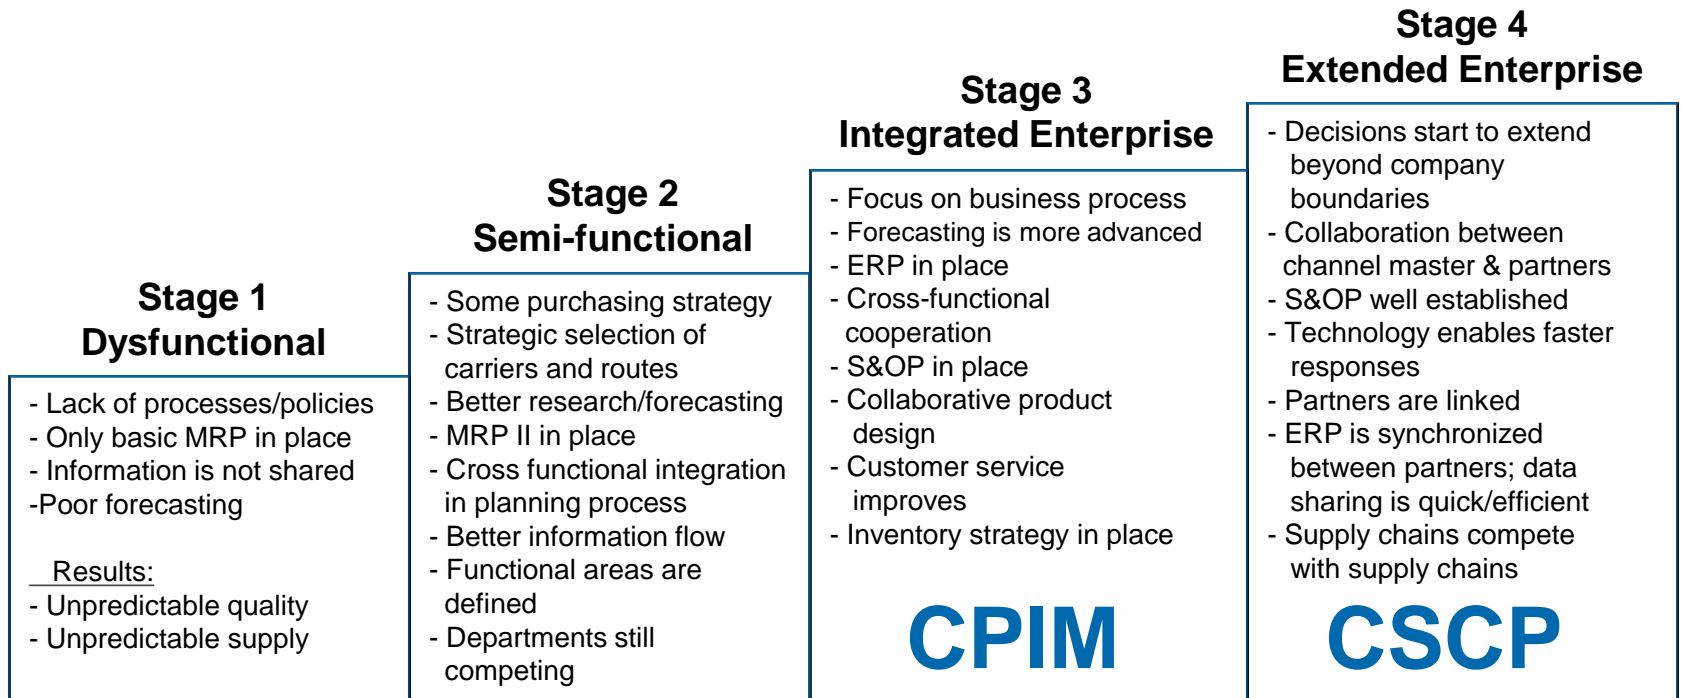 Stage 1
Dysfunctional
- Lack of processes/policies
- Only basic MRP in place
- Information is not shared
-Poor forecasting
Results:
- Unpredictable quality
- Unpredictable supply
Stage 2
Semi-functional
- Some purchasing strategy
- Strategic selection of
carriers and routes
- Better research/forecasting
- MRP II in place
- Cross functional integration
in planning process
- Better information flow
- Functional areas are
defined
- Departments still
competing
Stage 3
Integrated Enterprise
- Focus on business process
- Forecasting is more advanced
- ERP in place
- Cross-functional
cooperation
- S&OP in place
- Collaborative product
design
- Customer service
improves
- Inventory strategy in place
CPIM
Stage 4
Extended Enterprise
- Decisions start to extend
beyond company
boundaries
- Collaboration between
channel master & partners
- S&OP well established
- Technology enables faster
responses
- Partners are linked
- ERP is synchronized
between partners; data
sharing is quick/efficient
- Supply chains compete
with supply chains
CSCP